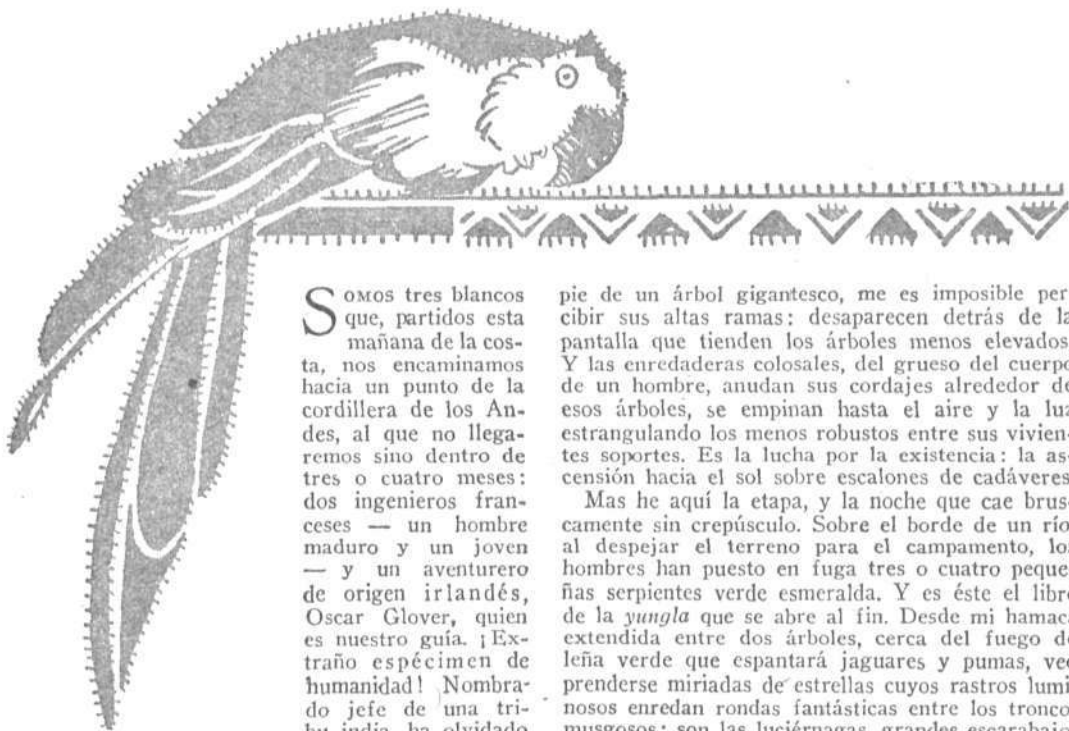 SOMOS tres blancos
que, partidos esta
mañana de la cos-
ta, nos encaminamos
hacia un punto de la
cordillera de los An-
des, al que no llega-
remos sino dentro de
tres o cuatro meses:
dos ingenieros fran-
ceses — un hombre
maduro y un joven
— y un aventurero
de origen irlandés,
Oscar Glover, quien
es nuestro guía. ¡Ex-
traño espécimen de
humanidad! Nombra-
do jefe de una tri-
bu india, ha olvidado
pie de un árbol gigantesco, me es imposible per
cibir sus altas ramas: desaparecen detrás de la
pantalla que tienden los árboles menos elevados
Y las enredaderas colosales, del grueso del cuerpo
de un hombre, anudan sus cordajes alrededor de
esos árboles, se empinan hasta el aire y la luz
estrangulando los menos robustos entre sus vivien-
tes soportes. Es la lucha por la existencia: la as-
censión hacia el sol sobre escalones de cadáveres
Mas he aquí la etapa, y la noche que cae brus-
camente sin crepúsculo. Sobre el borde de un río
al despejar el terreno para el campamento, los
hombres han puesto en fuga tres o cuatro peque-
ñas serpientes verde esmeralda. Y es éste el libro
de la yungla que se abre al fin. Desde mi hamaca
extendida entre dos árboles, cerca del fuego de
leña verde que espantará jaguares y pumas, veo
prenderse miriadas de estrellas cuyos rastros lumi
nosos enredan rondas fantásticas entre los troncos
musgosos: son las luciérnagas, grandes escarabajos